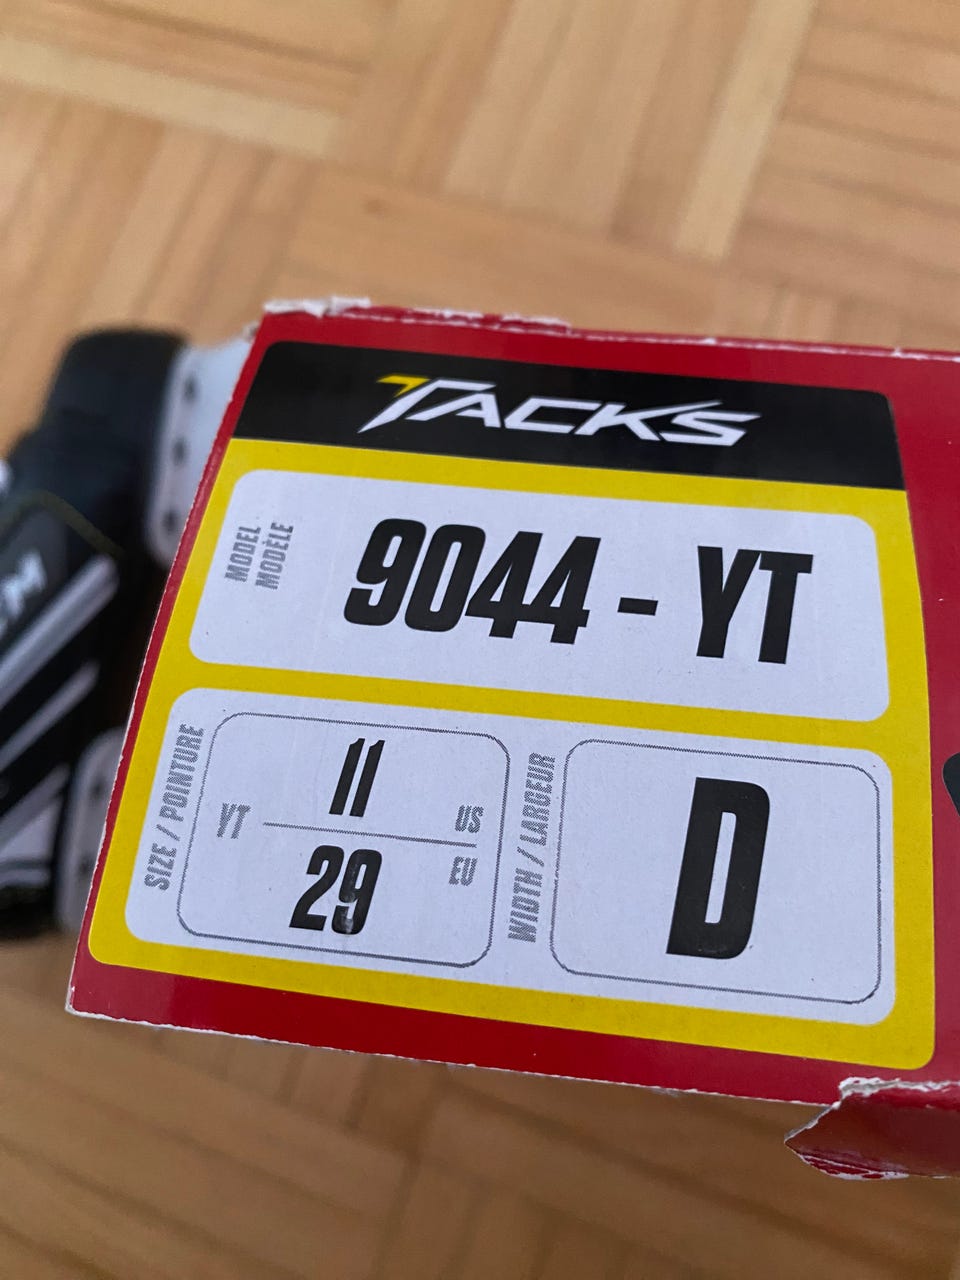 TACKS
MODEL
MODÈLE
9044 - YT
SIZE / POINTURE
YT
11
US
29
EU
WIDTH / LARGEUR
D